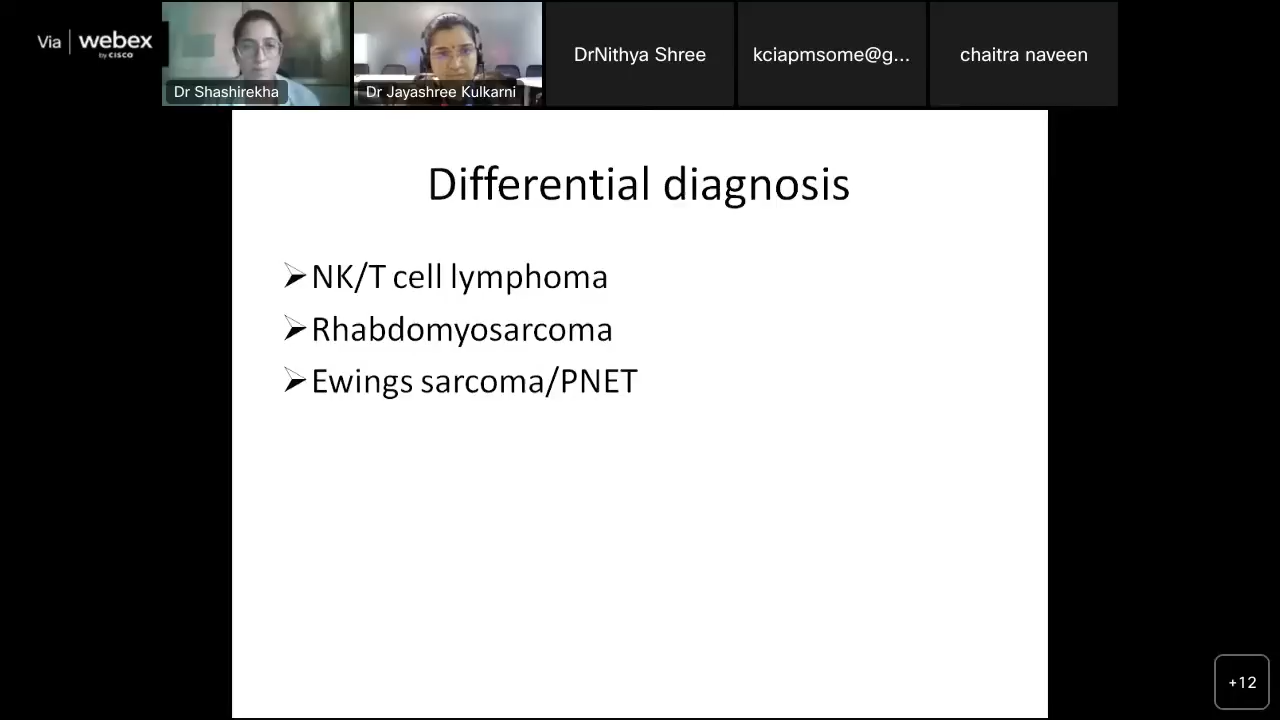 Via | webex
by CISCO
Dr Shashirekha
Dr Jayashree Kulkarni
DrNithya Shree
kciapmsome@g...
chaitra naveen
Differential diagnosis
NK/T cell lymphoma
Rhabdomyosarcoma
Ewings sarcoma/PNET
+12